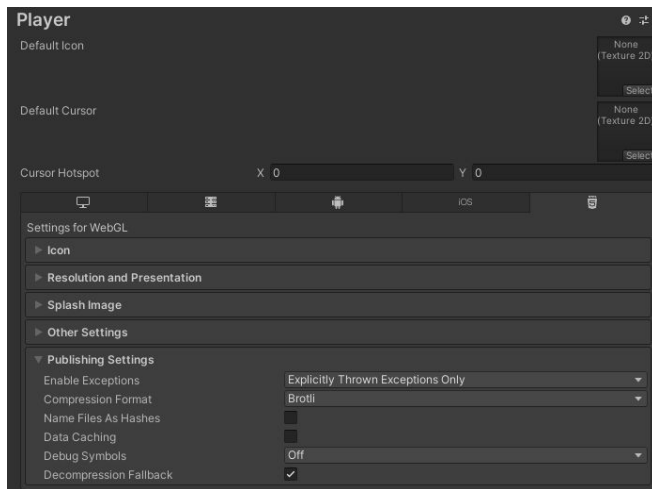 Player
Default Icon
None
(Texture 2D
Select
Default Cursor
None
(Texture 2D
Select
Cursor Hotspot X 0 Y 0
iOS
Settings for WebGL
Icon
Resolution and Presentation
Splash Image
Other Settings
Publishing Settings
Enable Exceptions Explicitly Thrown Exceptions Only
Compression Format Brotli
Name Files As Hashes
Data Caching
Debug Symbols Off
Decompression Fallback